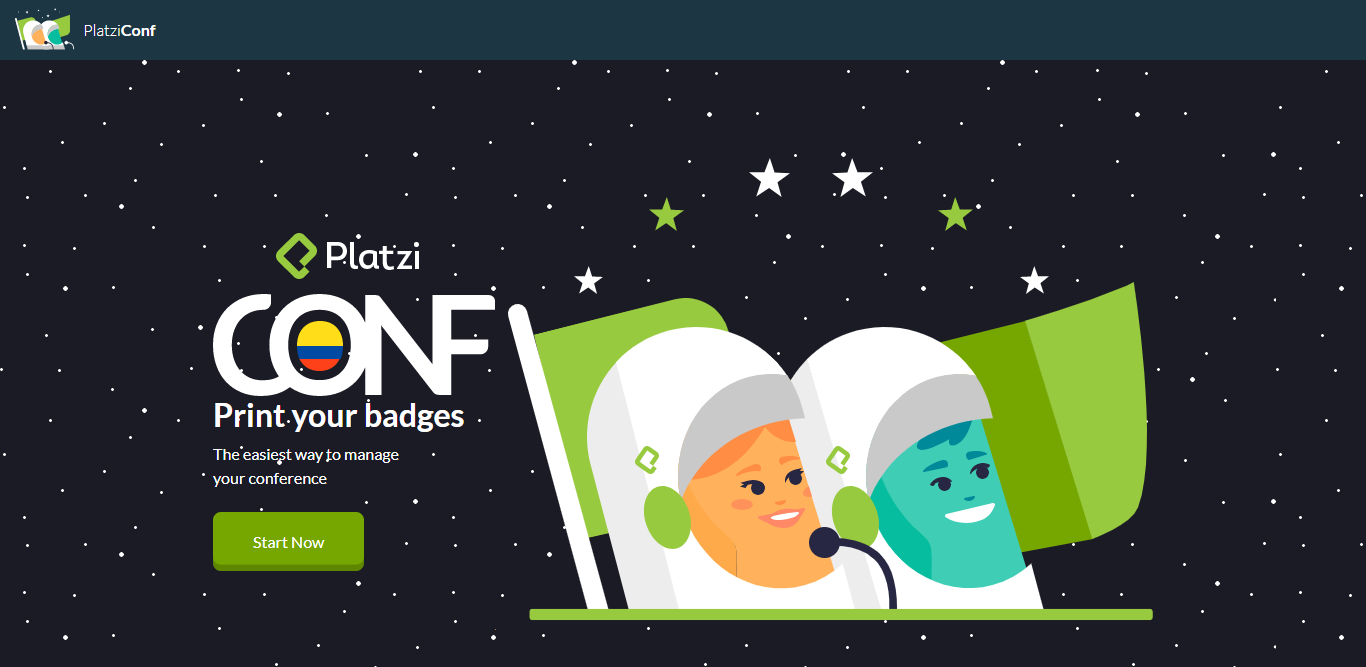 PlatziConf
Platzi
CONF
Print your badges
The easiest way to manage
your conference
Start Now